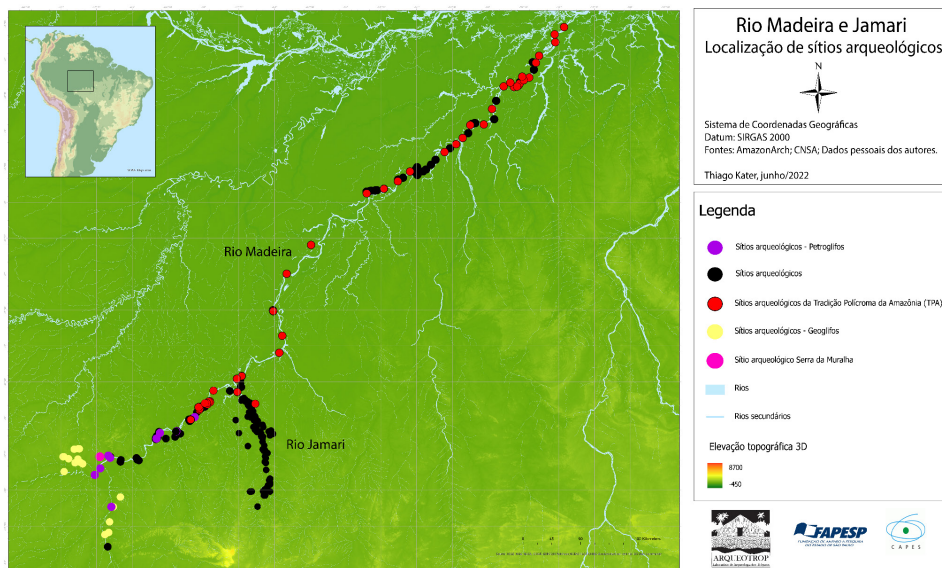 Rio Madeira e Jamari
Localização de sítios arqueológicos
N
Sistema de Coordenadas Geográficas
Datum: SIRGAS 2000
Fontes: AmazonArch; CNSA; Dados pessoais dos autores.
Thiago Kater, junho/2022
Rio Madeira
Rio Jamari
Legenda
Sítios arqueológicos - Petroglifos
Sítios arqueológicos
Sítios arqueológicos da Tradição Polícroma da Amazônia (TPA)
Sítios arqueológicos - Geoglifos
Sítio arqueológico Serra da Muralha
Rios
Rios secundários
Elevação topográfica 3D
8700
-450
ARQUEOTROP
FAPESP
CAPES